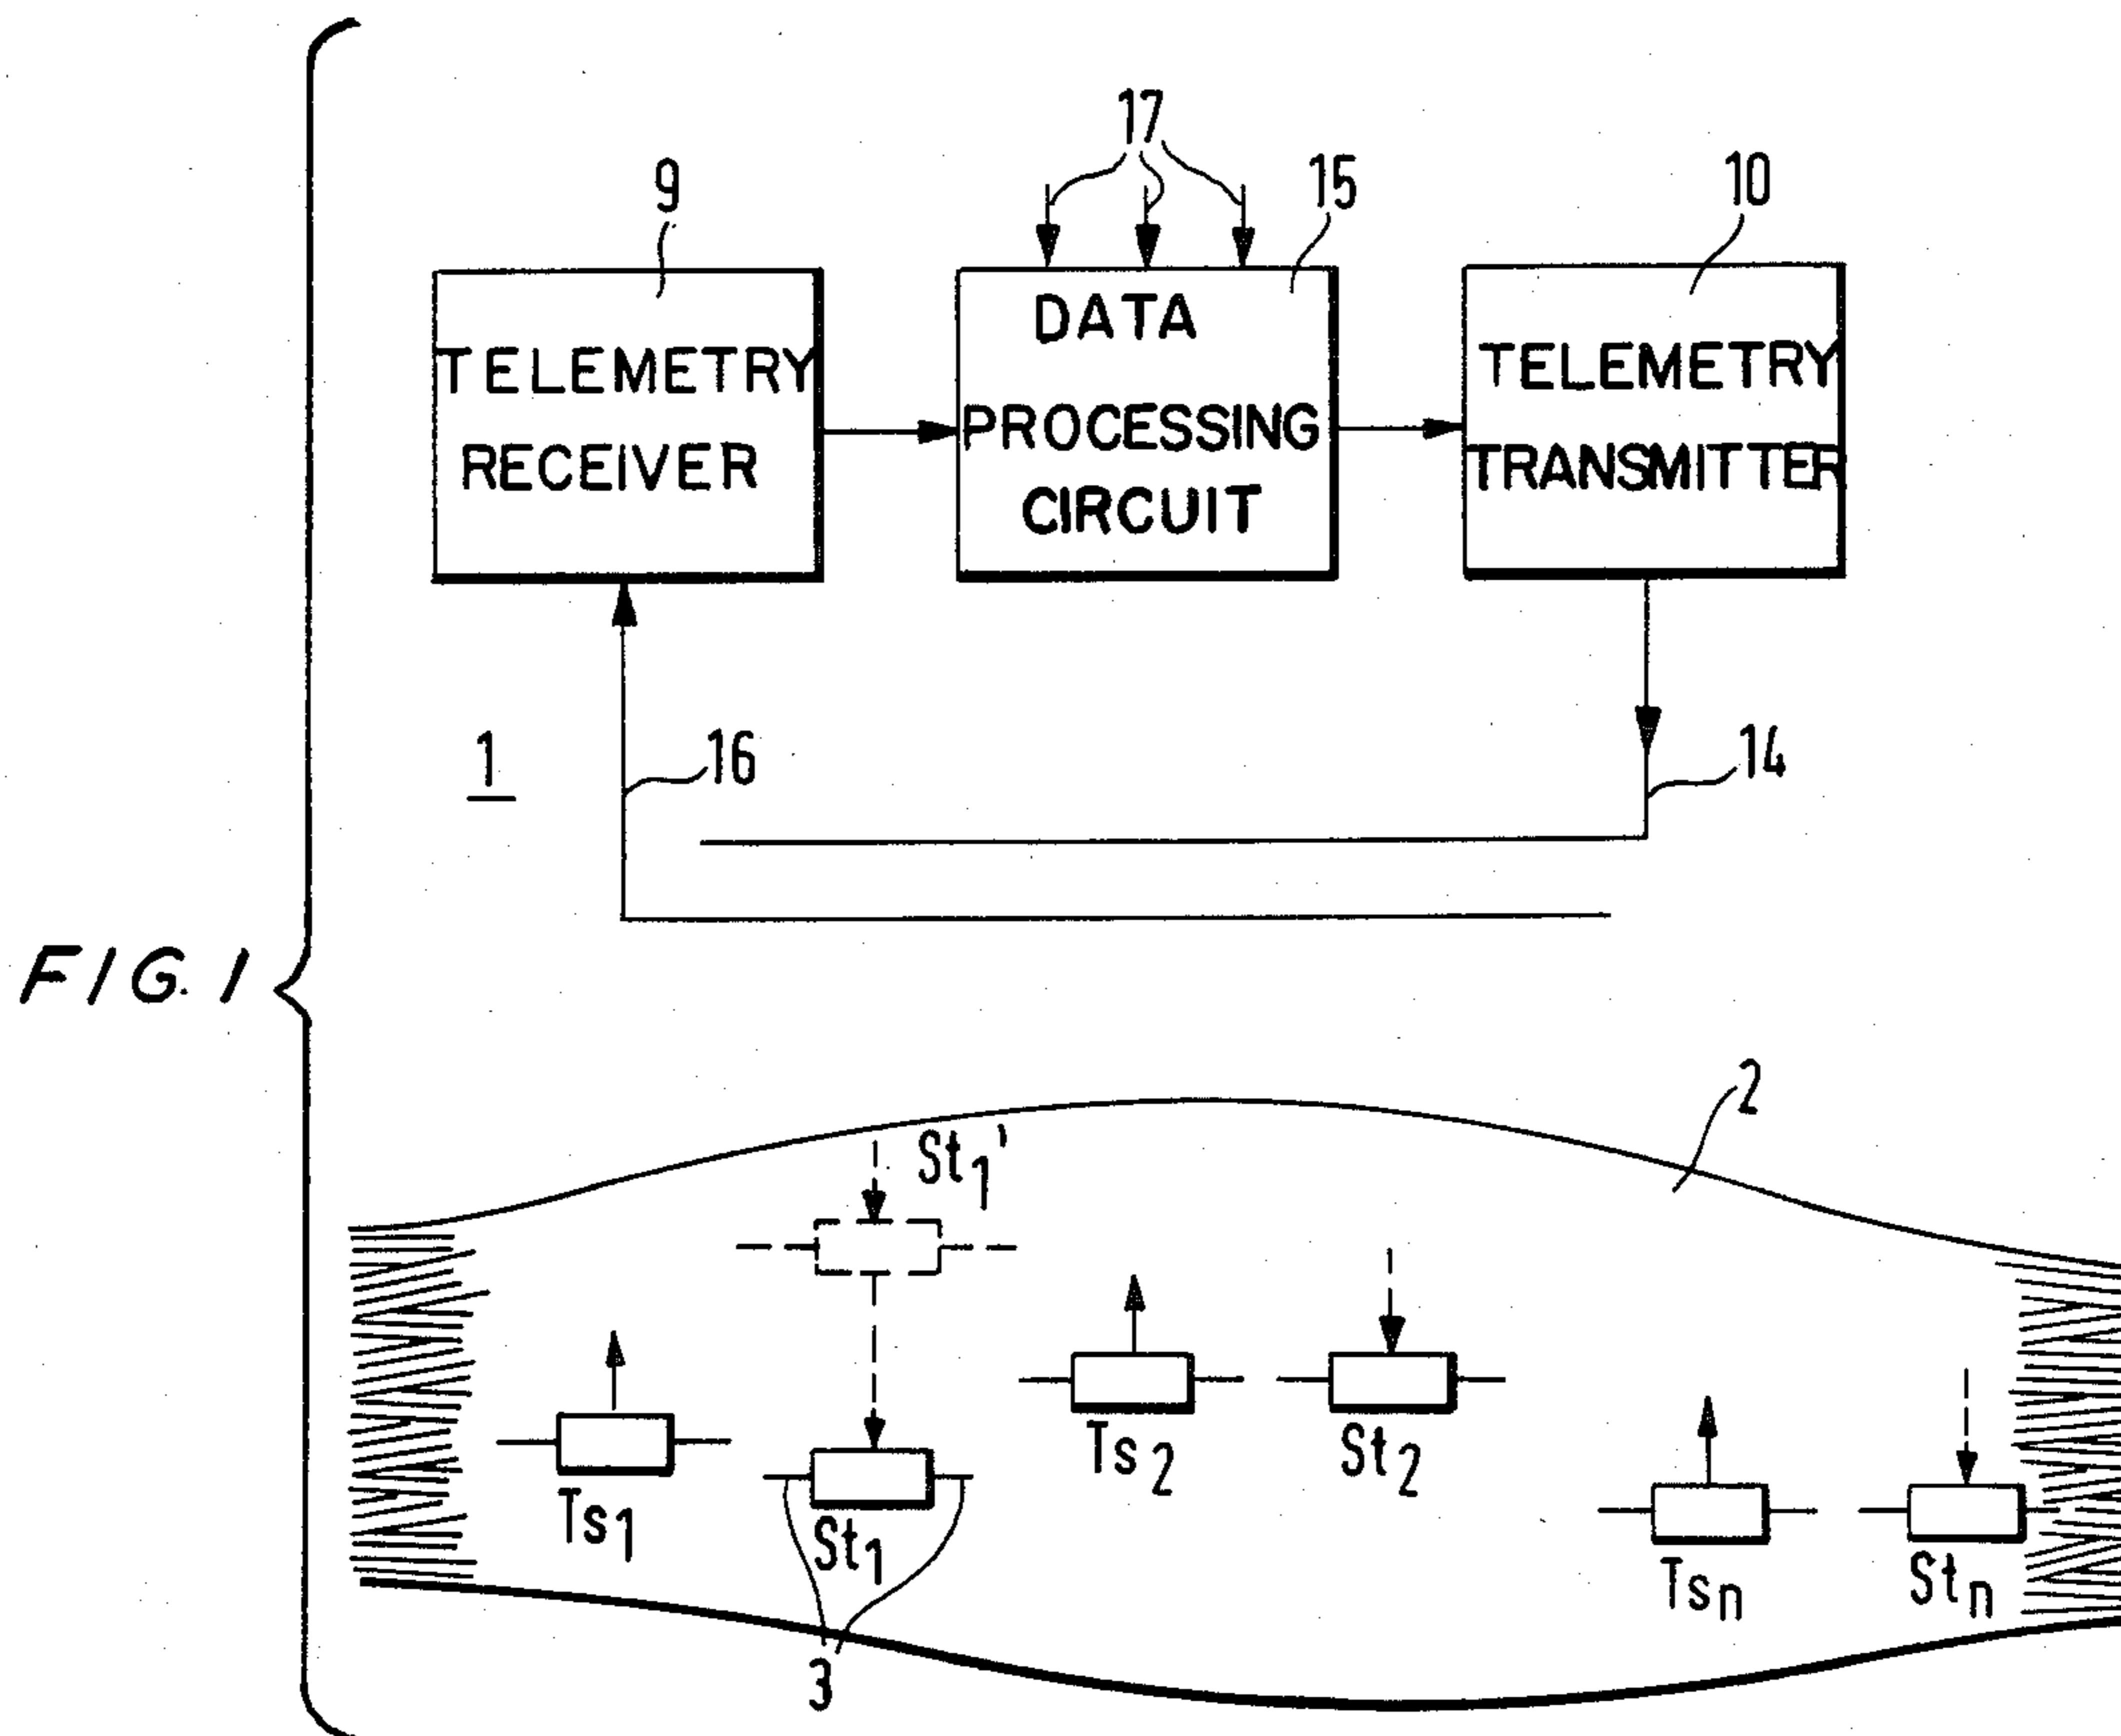 17
9
15
10
TELEMETRY
RECEIVER
DATA
PROCESSING
CIRCUIT
TELEMETRY
TRANSMITTER
1
16
14
FIG. 1
2
St1'
Ts1
St1
Ts2
St2
Tsn
Stn
3